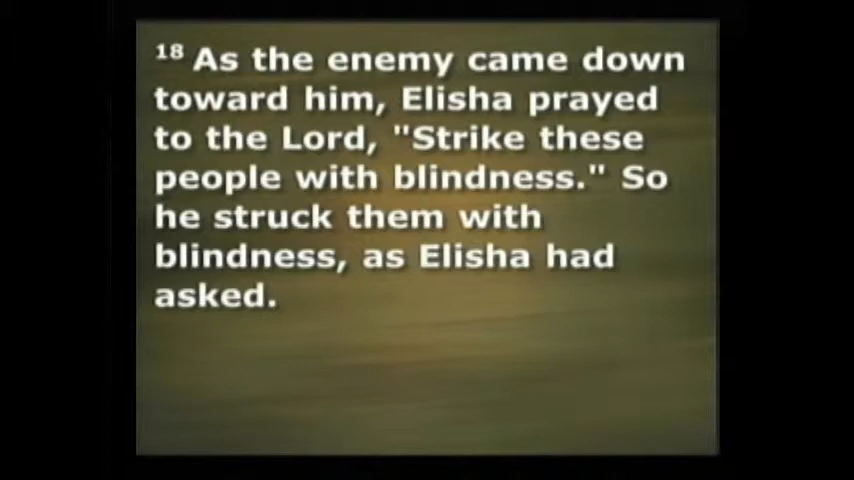 18 As the enemy came down
toward him, Elisha prayed
to the Lord, "Strike these
people with blindness." So
he struck them with
blindness, as Elisha had
asked.